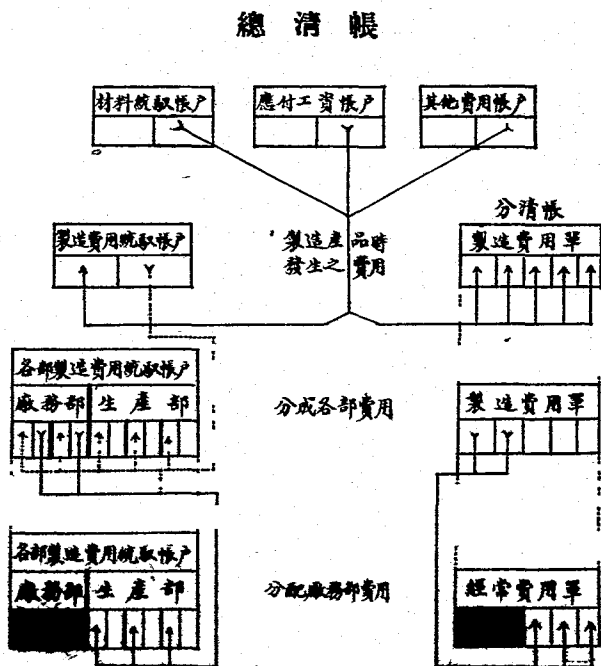 總清帳
材料統馭帳户
應付工資帳户
其他費用帳户
分清帳
製造費用統馭帳户
製造產品時
發生之費用
製造費用單
各部製造費用統馭帳户
廠務部
生產部
分成各部費用
製造費用單
各部製造費用統馭帳户
廠務部
生產部
分配廠務部費用
經常費用單